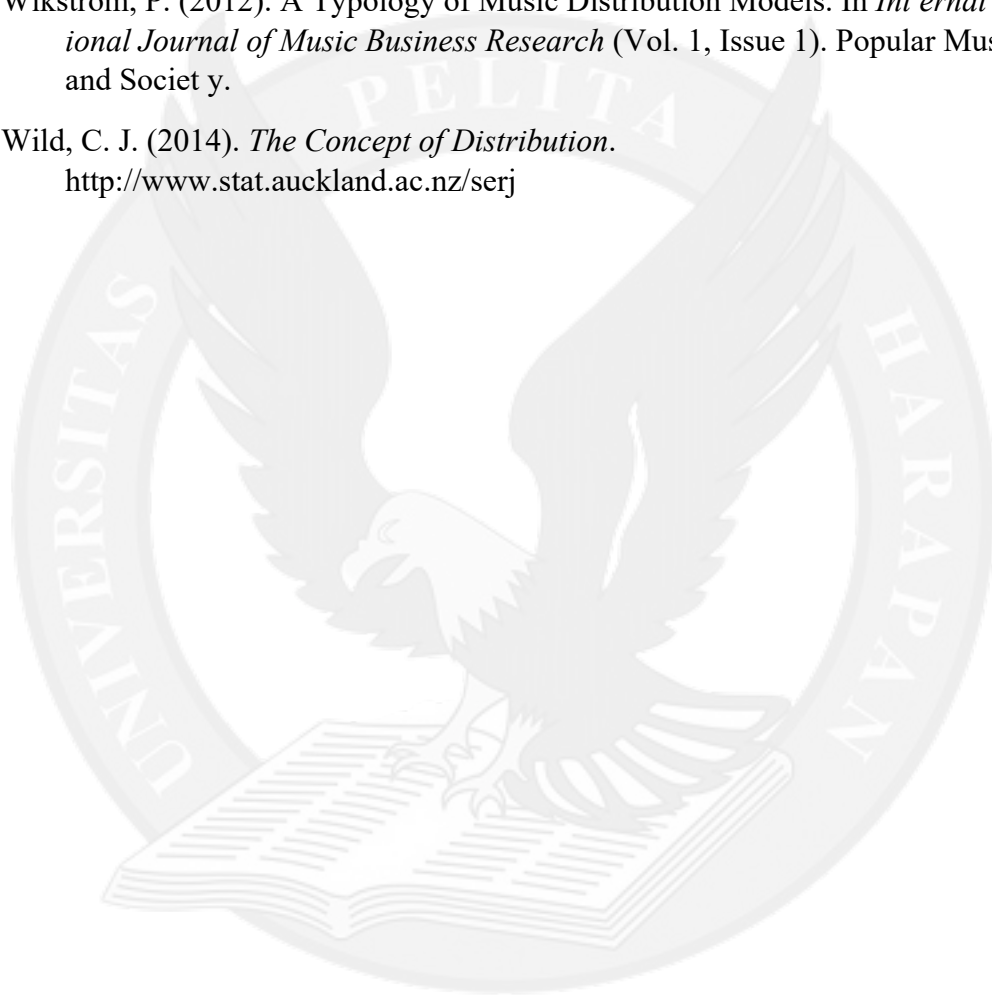 Wikström, P. (2012). A Typology of Music Distribution Models. In Int ernat
ional Journal of Music Business Research (Vol. 1, Issue 1). Popular Mus
and Societ y.
Wild, C. J. (2014). The Concept of Distribution.
http://www.stat.auckland.ac.nz/serj
UNIVERSITAS PELITA HARAPAN